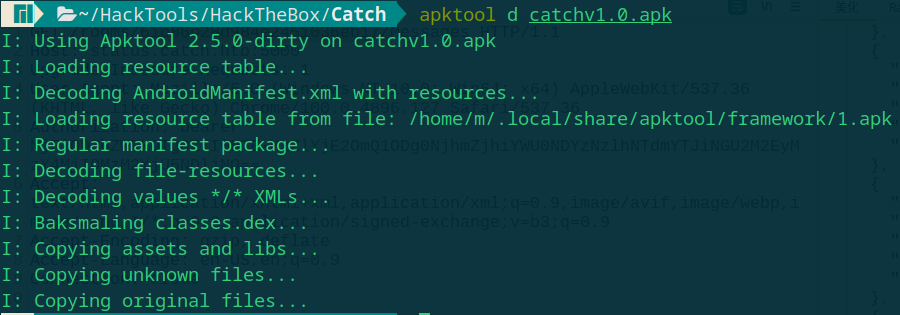 ~/HackTools/HackTheBox/Catch apktool d catchv1.0.apk
I: Using Apktool 2.5.0-dirty on catchv1.0.apk
I: Loading resource table...
I: Decoding AndroidManifest.xml with resources...
I: Loading resource table from file: /home/m/.local/share/apktool/framework/1.apk
I: Regular manifest package...
I: Decoding file-resources...
I: Decoding values */* XMLs...
I: Baksmaling classes.dex...
I: Copying assets and libs...
I: Copying unknown files...
I: Copying original files...